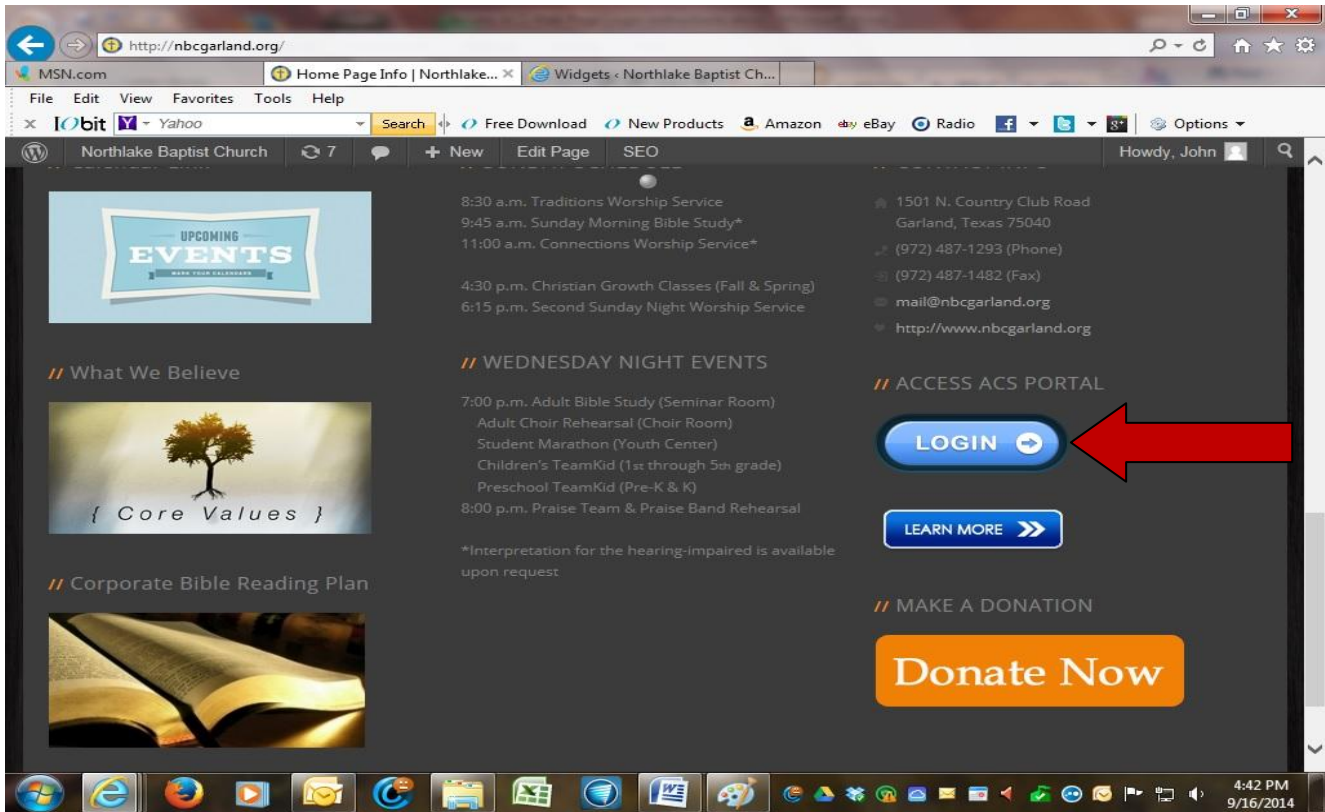 http://nbcgarland.org/
MSN.com
Home Page Info | Northlake...
Widgets ‹ Northlake Baptist Ch...
File Edit View Favorites Tools Help
IObit Yahoo Search Free Download New Products Amazon eBay Radio Options
Northlake Baptist Church 7 + New Edit Page SEO Howdy, John
UPCOMING
EVENTS
MARK YOUR CALENDARS
// What We Believe
{ Core Values }
// Corporate Bible Reading Plan
8:30 a.m. Traditions Worship Service
9:45 a.m. Sunday Morning Bible Study*
11:00 a.m. Connections Worship Service*
4:30 p.m. Christian Growth Classes (Fall & Spring)
6:15 p.m. Second Sunday Night Worship Service
// WEDNESDAY NIGHT EVENTS
7:00 p.m. Adult Bible Study (Seminar Room)
Adult Choir Rehearsal (Choir Room)
Student Marathon (Youth Center)
Children's TeamKid (1st through 5th grade)
Preschool TeamKid (Pre-K & K)
8:00 p.m. Praise Team & Praise Band Rehearsal
*Interpretation for the hearing-impaired is available
upon request
1501 N. Country Club Road
Garland, Texas 75040
(972) 487-1293 (Phone)
(972) 487-1482 (Fax)
mail@nbcgarland.org
http://www.nbcgarland.org
// ACCESS ACS PORTAL
LOGIN
LEARN MORE
// MAKE A DONATION
Donate Now
4:42 PM
9/16/2014